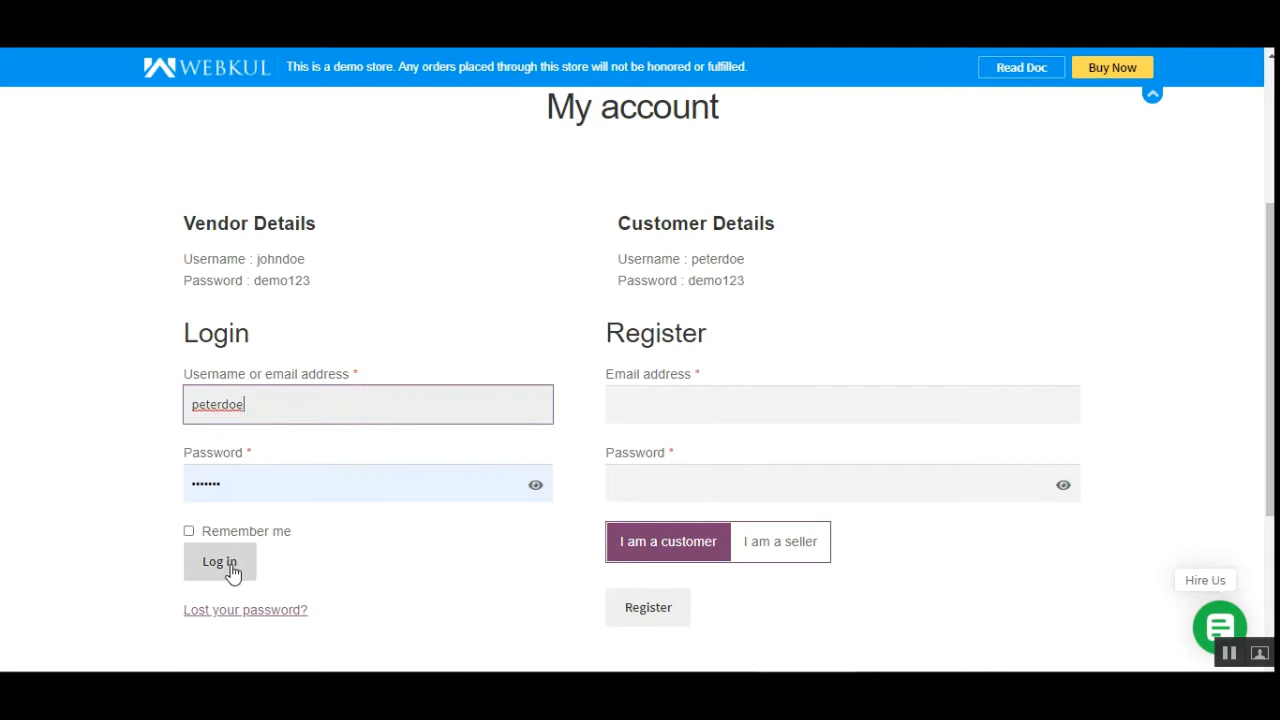 WEBKUL
This is a demo store. Any orders placed through this store will not be honored or fulfilled.
Read Doc
Buy Now
My account
Vendor Details
Username : johndoe
Password : demo123
Customer Details
Username : peterdoe
Password : demo123
Login
Username or email address *
peterdoe
Password *
•••••••
Remember me
Log in
Lost your password?
Register
Email address *
Password *
I am a customer
I am a seller
Register
Hire Us